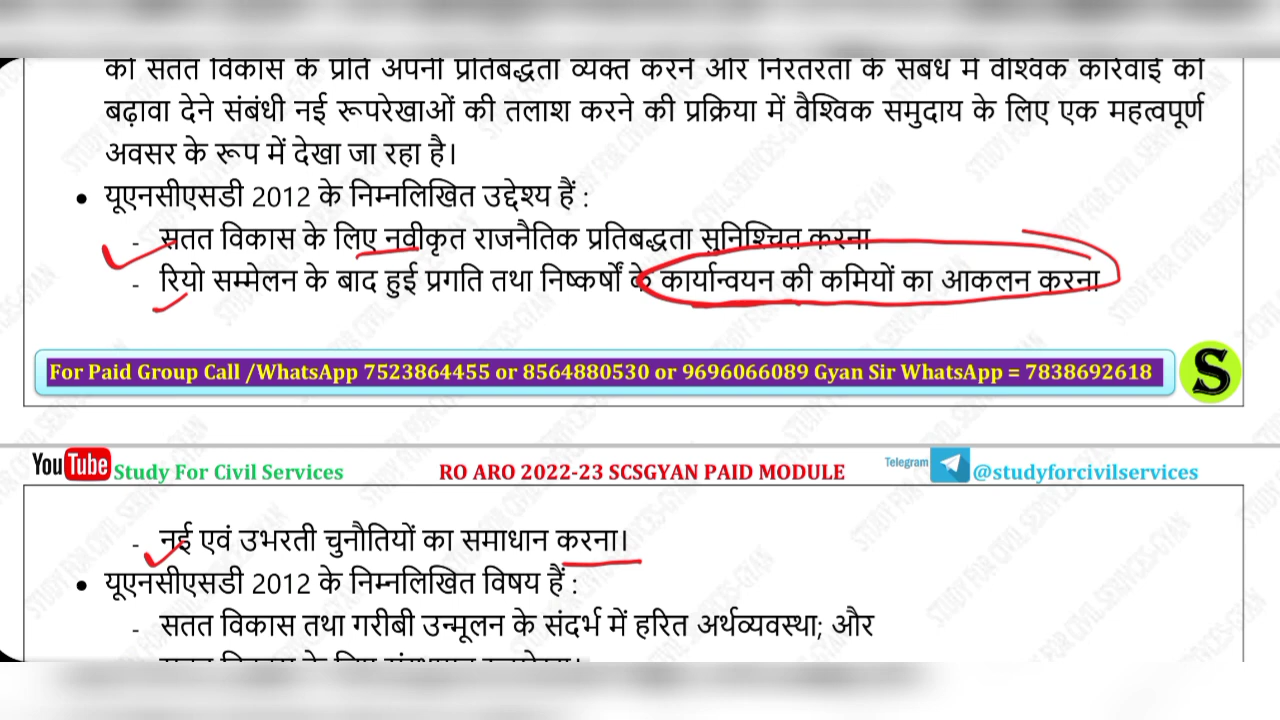 को सतत विकास के प्रति अपनी प्रतिबद्धता व्यक्त करने और निरंतरता के संबंध में वैश्विक कार्रवाई को
बढ़ावा देने संबंधी नई रूपरेखाओं की तलाश करने की प्रक्रिया में वैश्विक समुदाय के लिए एक महत्वपूर्ण
अवसर के रूप में देखा जा रहा है।
• यूएनसीएसडी 2012 के निम्नलिखित उद्देश्य हैं :
- सतत विकास के लिए नवीकृत राजनैतिक प्रतिबद्धता सुनिश्चित करना
- रियो सम्मेलन के बाद हुई प्रगति तथा निष्कर्षों के कार्यान्वयन की कमियों का आकलन करना
For Paid Group Call /WhatsApp 7523864455 or 8564880530 or 9696066089 Gyan Sir WhatsApp = 7838692618
S
YouTube Study For Civil Services RO ARO 2022-23 SCSGYAN PAID MODULE Telegram @studyforcivilservices
- नई एवं उभरती चुनौतियों का समाधान करना।
• यूएनसीएसडी 2012 के निम्नलिखित विषय हैं :
- सतत विकास तथा गरीबी उन्मूलन के संदर्भ में हरित अर्थव्यवस्था; और